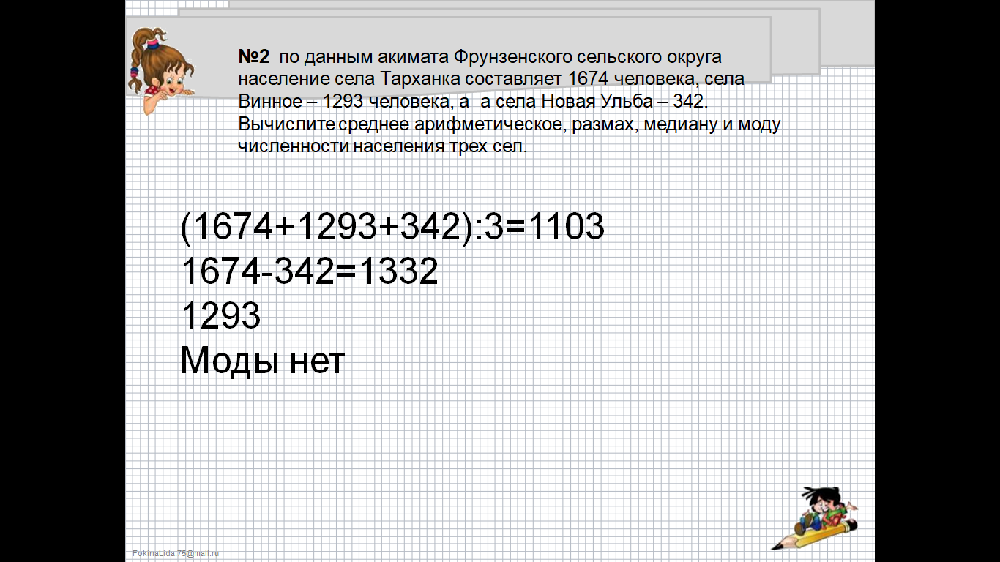 №2 по данным акимата Фрунзенского сельского округа
население села Тарханка составляет 1674 человека, села
Винное – 1293 человека, а а села Новая Ульба – 342.
Вычислите среднее арифметическое, размах, медиану и моду
численности населения трех сел.
(1674+1293+342):3=1103
1674-342=1332
1293
Моды нет
FokinaLida.75@mail.ru